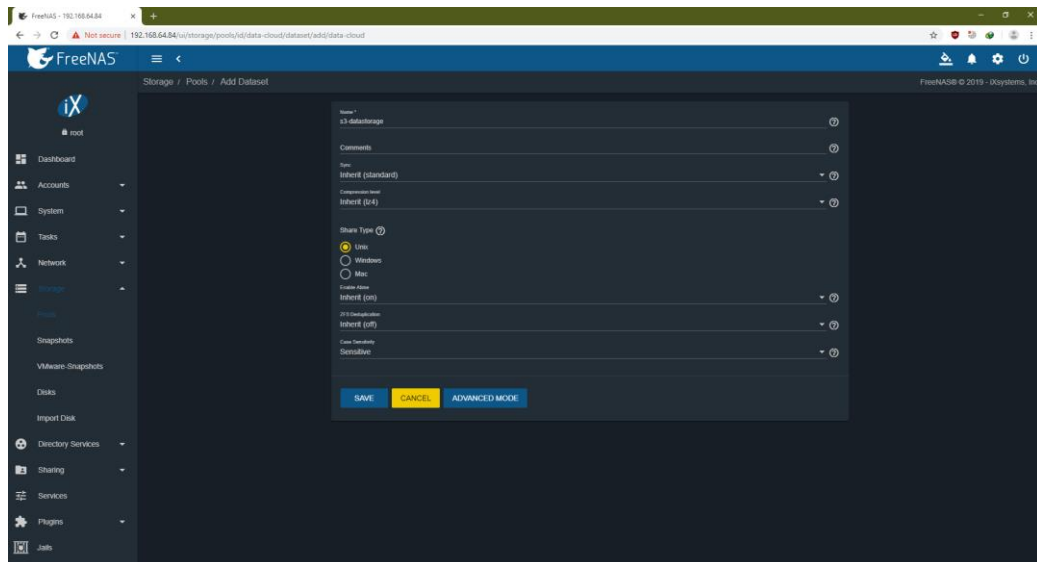 FreeNAS - 192.168.64.84
Not secure | 192.168.64.84/ui/storage/pools/id/data-cloud/dataset/add/data-cloud
FreeNAS
Storage / Pools / Add Dataset
FreeNAS® © 2019 - iXsystems, Inc
iX
root
Dashboard
Accounts
System
Tasks
Network
Storage
Pools
Snapshots
VMware-Snapshots
Disks
Import Disk
Directory Services
Sharing
Services
Plugins
Jails
Name *
s3-datastorage
Comments
Sync
Inherit (standard)
Compression level
Inherit (lz4)
Share Type
Unix
Windows
Mac
Enable Atime
Inherit (on)
ZFS Deduplication
Inherit (off)
Case Sensitivity
Sensitive
SAVE
CANCEL
ADVANCED MODE